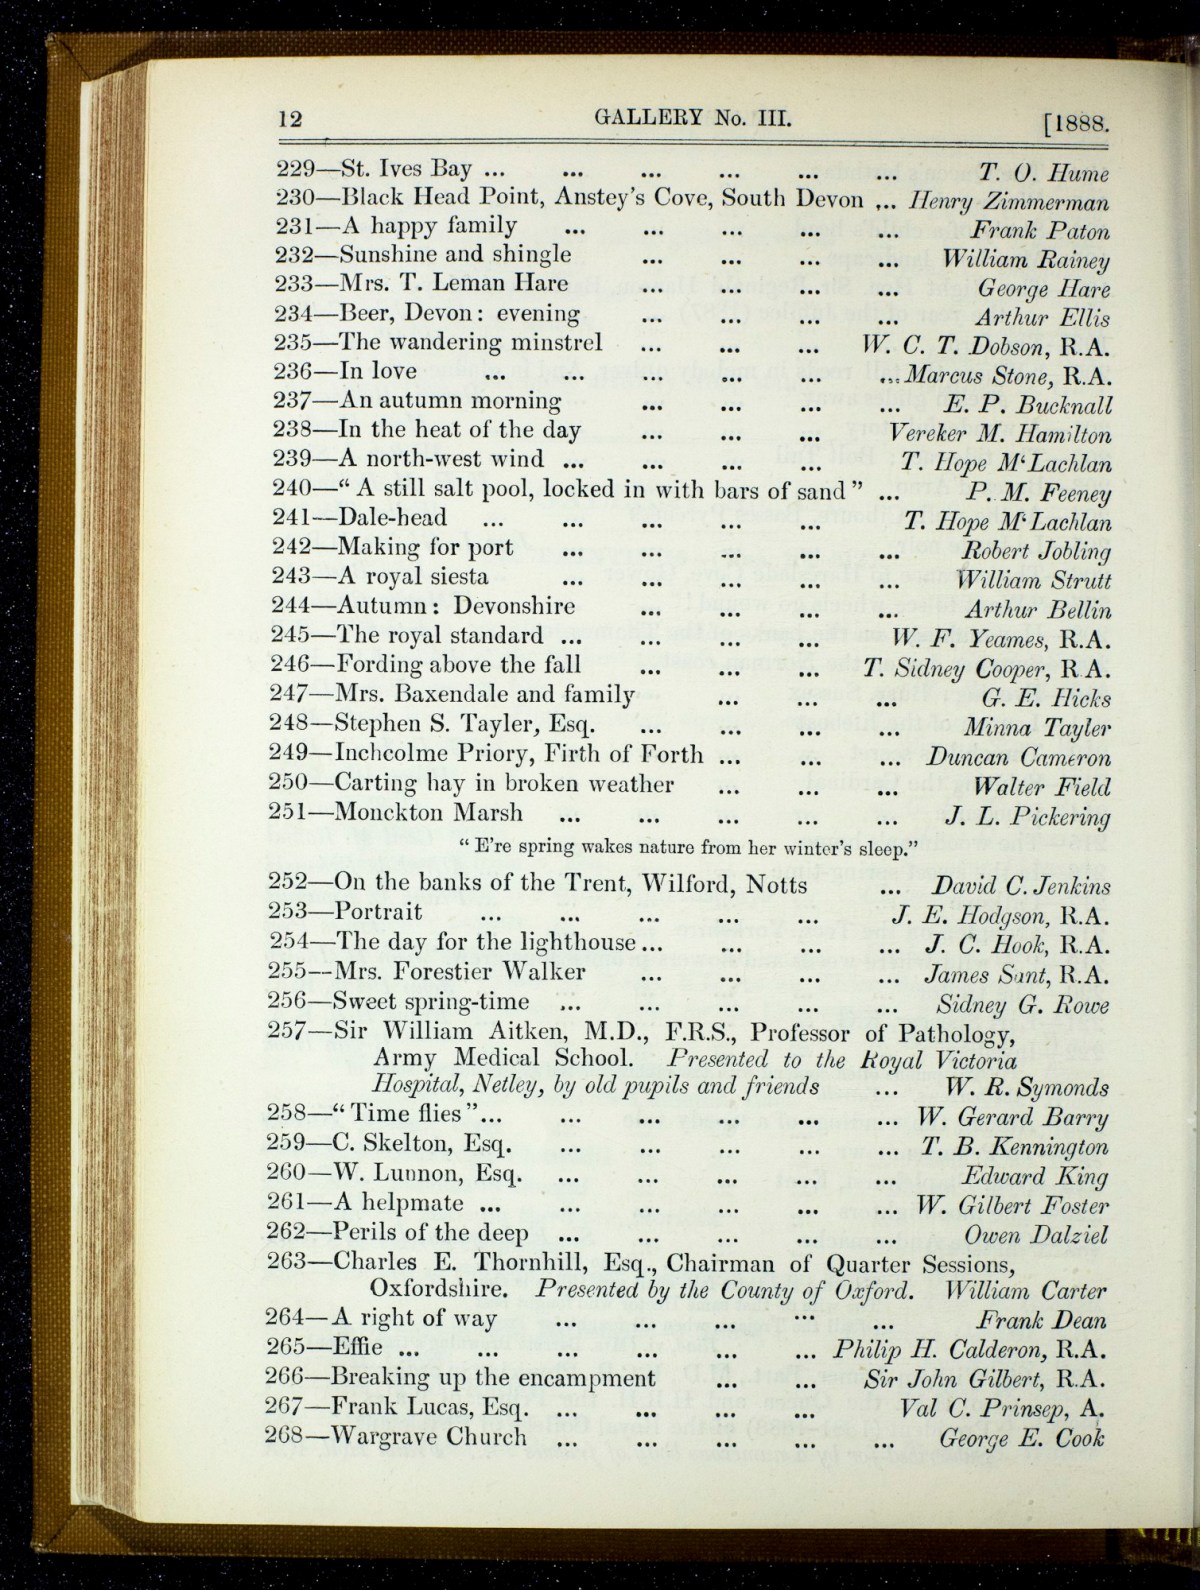 12 GALLERY No. III. [1888.
229—St. Ives Bay ... ... ... ... ... ... T. O. Hume
230—Black Head Point, Anstey's Cove, South Devon ... Henry Zimmerman
231—A happy family ... ... ... ... ... Frank Paton
232—Sunshine and shingle ... ... ... ... William Rainey
233—Mrs. T. Leman Hare ... ... ... ... George Hare
234—Beer, Devon: evening ... ... ... ... Arthur Ellis
235—The wandering minstrel ... ... ... W. C. T. Dobson, R.A.
236—In love ... ... ... ... ... ... Marcus Stone, R.A.
237—An autumn morning ... ... ... ... E. P. Bucknall
238—In the heat of the day ... ... ... Vereker M. Hamilton
239—A north-west wind ... ... ... ... T. Hope M‘Lachlan
240—“ A still salt pool, locked in with bars of sand ” ... P. M. Feeney
241—Dale-head ... ... ... ... ... T. Hope M‘Lachlan
242—Making for port ... ... ... ... ... Robert Jobling
243—A royal siesta ... ... ... ... ... William Strutt
244—Autumn: Devonshire ... ... ... ... Arthur Bellin
245—The royal standard ... ... ... ... W. F. Yeames, R.A.
246—Fording above the fall ... ... ... T. Sidney Cooper, R.A.
247—Mrs. Baxendale and family ... ... ... G. E. Hicks
248—Stephen S. Tayler, Esq. ... ... ... ... Minna Tayler
249—Inchcolme Priory, Firth of Forth ... ... ... Duncan Cameron
250—Carting hay in broken weather ... ... ... Walter Field
251—Monckton Marsh ... ... ... ... ... J. L. Pickering
“ E're spring wakes nature from her winter's sleep.”
252—On the banks of the Trent, Wilford, Notts ... David C. Jenkins
253—Portrait ... ... ... ... ... J. E. Hodgson, R.A.
254—The day for the lighthouse ... ... ... ... J. C. Hook, R.A.
255—Mrs. Forestier Walker ... ... ... ... James Sant, R.A.
256—Sweet spring-time ... ... ... ... ... Sidney G. Rowe
257—Sir William Aitken, M.D., F.R.S., Professor of Pathology,
Army Medical School. Presented to the Royal Victoria
Hospital, Netley, by old pupils and friends ... W. R. Symonds
258—“ Time flies ”... ... ... ... ... ... W. Gerard Barry
259—C. Skelton, Esq. ... ... ... ... ... T. B. Kennington
260—W. Lunnon, Esq. ... ... ... ... ... Edward King
261—A helpmate ... ... ... ... ... ... W. Gilbert Foster
262—Perils of the deep ... ... ... ... ... Owen Dalziel
263—Charles E. Thornhill, Esq., Chairman of Quarter Sessions,
Oxfordshire. Presented by the County of Oxford. William Carter
264—A right of way ... ... ... ... ... Frank Dean
265—Effie ... ... ... ... ... ... Philip H. Calderon, R.A.
266—Breaking up the encampment ... ... Sir John Gilbert, R.A.
267—Frank Lucas, Esq. ... ... ... ... Val C. Prinsep, A.
268—Wargrave Church ... ... ... ... ... George E. Cook